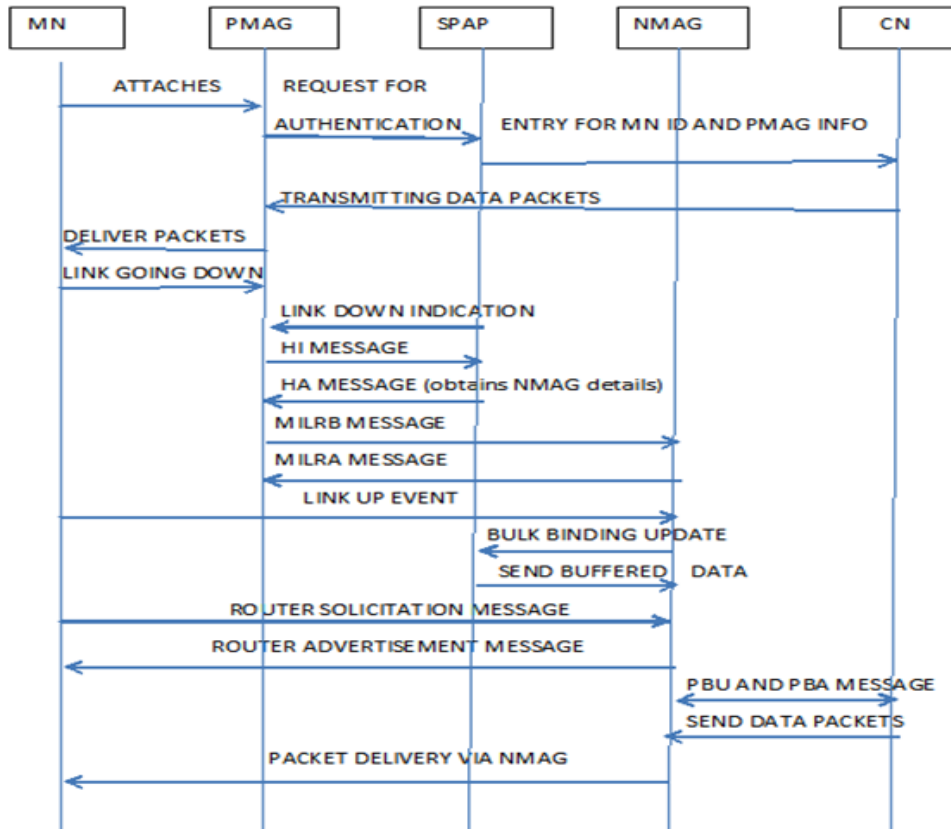 MN PMAG SPAP NMAG CN
ATTACHES REQUEST FOR
AUTHENTICATION ENTRY FOR MN ID AND PMAG INFO
TRANSMITTING DATA PACKETS
DELIVER PACKETS
LINK GOING DOWN
LINK DOWN INDICATION
HI MESSAGE
HA MESSAGE (obtains NMAG details)
MILRB MESSAGE
MILRA MESSAGE
LINK UP EVENT
BULK BINDING UPDATE
SEND BUFFERED DATA
ROUTER SOLICITATION MESSAGE
ROUTER ADVERTISEMENT MESSAGE
PBU AND PBA MESSAGE
SEND DATA PACKETS
PACKET DELIVERY VIA NMAG